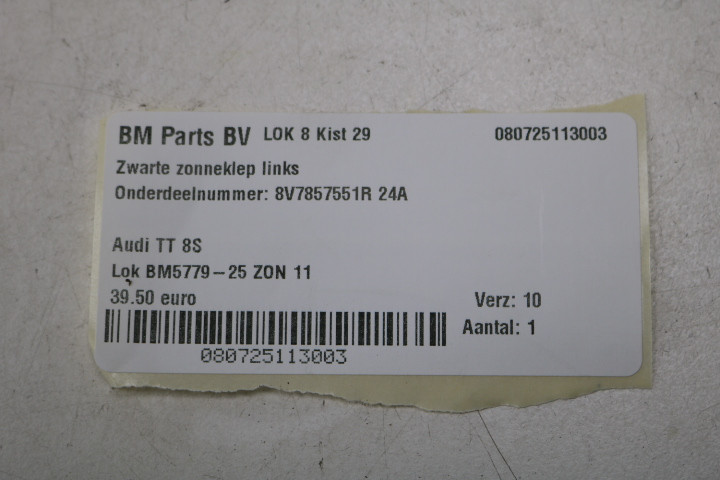 BM Parts BV LOK 8 Kist 29 080725113003
Zwarte zonneklep links
Onderdeelnummer: 8V7857551R 24A
Audi TT 8S
Lok BM5779-25 ZON 11
39.50 euro Verz: 10
Aantal: 1
080725113003